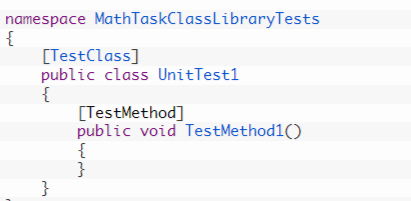 namespace MathTaskClassLibraryTests
{
[TestClass]
public class UnitTest1
{
[TestMethod]
public void TestMethod1()
{
}
}
}